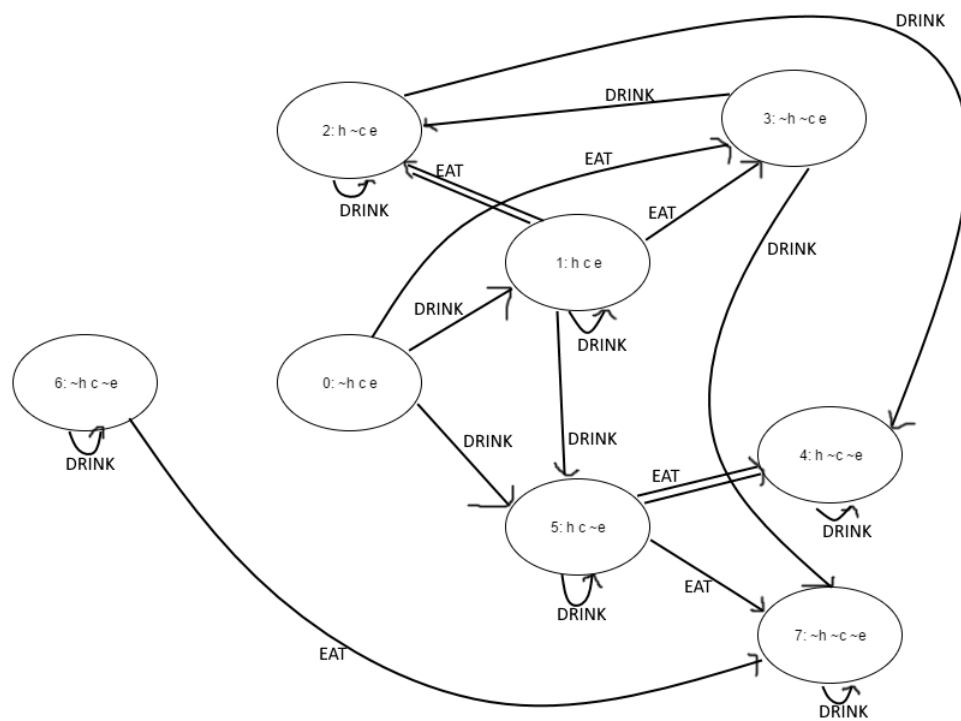 DRINK
DRINK
3: ~h ~c e
2: h ~c e
EAT
EAT
DRINK
EAT
DRINK
1: h c e
DRINK
DRINK
6: ~h c ~e
0: ~h c e
DRINK
DRINK
DRINK
4: h ~c ~e
EAT
5: h c ~e
DRINK
EAT
DRINK
7: ~h ~c ~e
EAT
DRINK